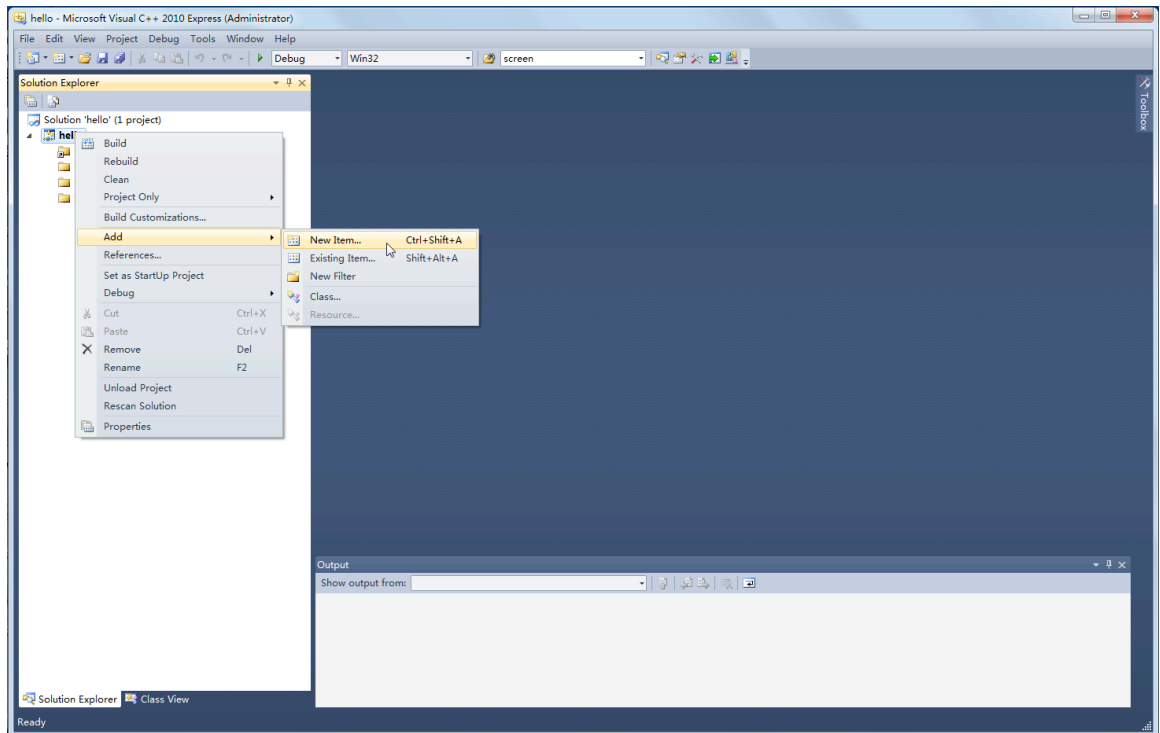 hello - Microsoft Visual C++ 2010 Express (Administrator)
File Edit View Project Debug Tools Window Help
Debug Win32 screen
Solution Explorer
Toolbox
Solution 'hello' (1 project)
Build
Rebuild
Clean
Project Only
Build Customizations...
Add
New Item... Ctrl+Shift+A
References...
Existing Item... Shift+Alt+A
Set as StartUp Project
New Filter
Debug
Class...
Cut Ctrl+X
Resource...
Paste Ctrl+V
Remove Del
Rename F2
Unload Project
Rescan Solution
Properties
Output
Show output from:
Solution Explorer Class View
Ready